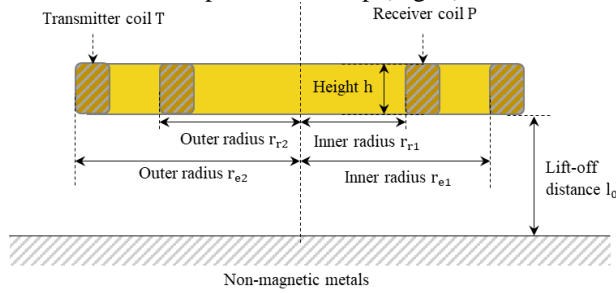 Transmitter coil T
Receiver coil P
Height h
Outer radius r_r2
Inner radius r_r1
Outer radius r_e2
Inner radius r_e1
Lift-off
distance l_o
Non-magnetic metals